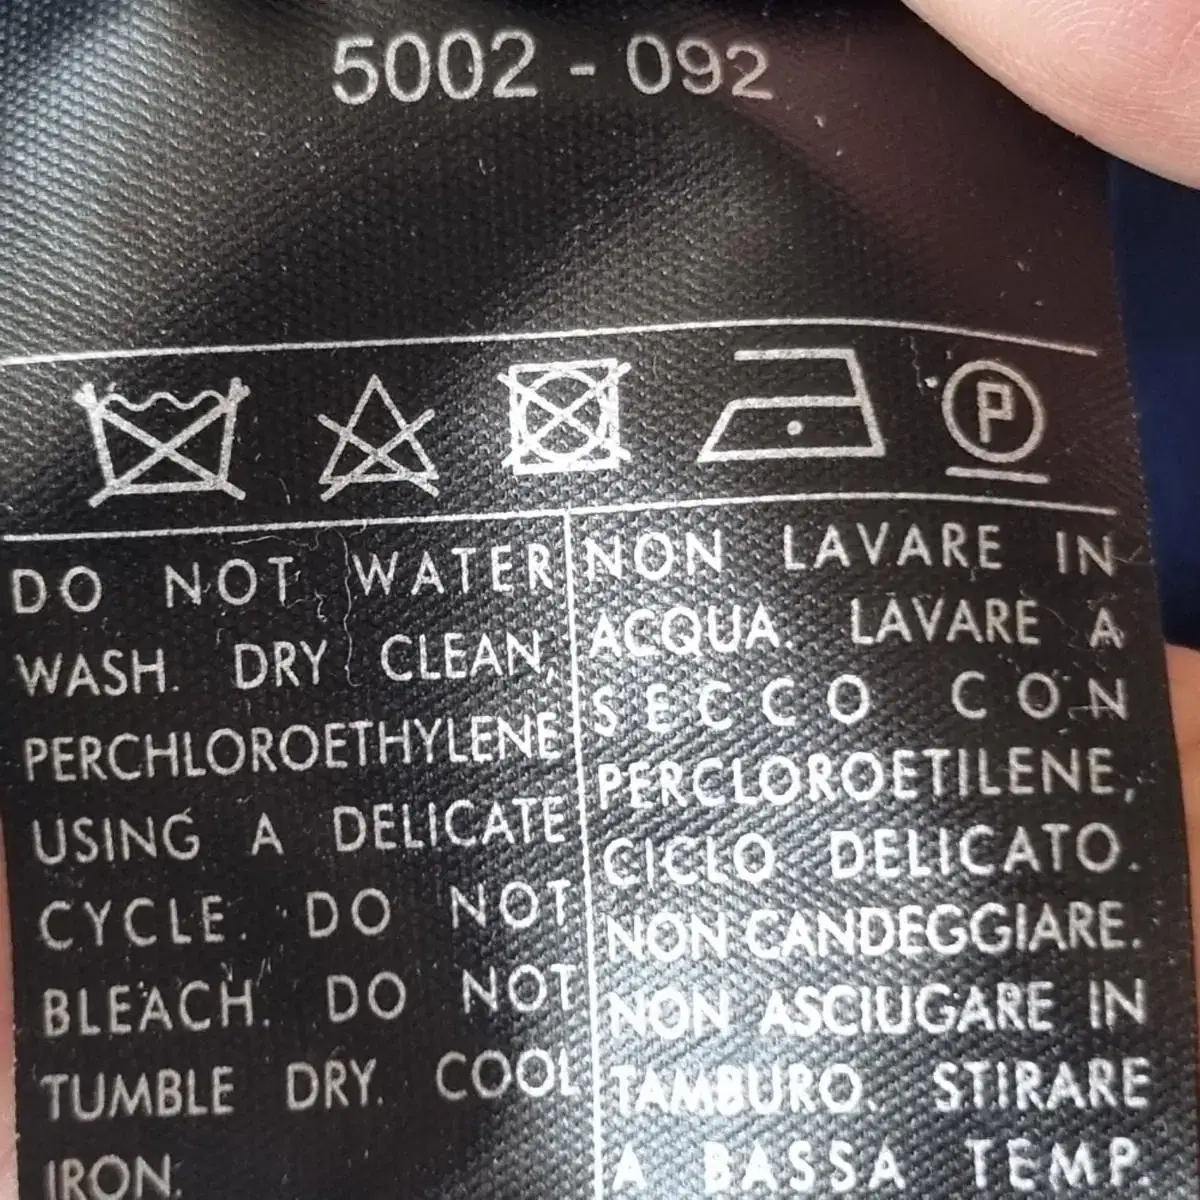 5002 - 092
P
DO NOT WATER
WASH. DRY CLEAN,
PERCHLOROETHYLENE
USING A DELICATE
CYCLE. DO NOT
BLEACH. DO NOT
TUMBLE DRY. COOL
IRON.
NON LAVARE IN
ACQUA. LAVARE A
SECCO CON
PERCLOROETILENE,
CICLO DELICATO.
NON CANDEGGIARE.
NON ASCIUGARE IN
TAMBURO. STIRARE
A BASSA TEMP.